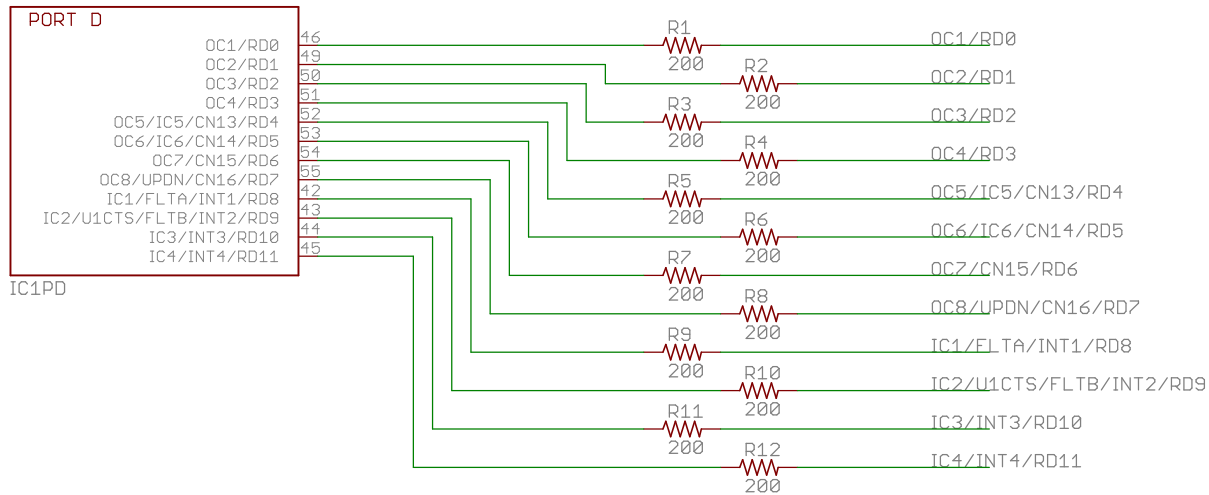 PORT D
OC1/RD0 46
OC2/RD1 49
OC3/RD2 50
OC4/RD3 51
OC5/IC5/CN13/RD4 52
OC6/IC6/CN14/RD5 53
OC7/CN15/RD6 54
OC8/UPDN/CN16/RD7 55
IC1/FLTA/INT1/RD8 42
IC2/U1CTS/FLTB/INT2/RD9 43
IC3/INT3/RD10 44
IC4/INT4/RD11 45
IC1PD
R1
200
OC1/RD0
R2
200
OC2/RD1
R3
200
OC3/RD2
R4
200
OC4/RD3
R5
200
OC5/IC5/CN13/RD4
R6
200
OC6/IC6/CN14/RD5
R7
200
OC7/CN15/RD6
R8
200
OC8/UPDN/CN16/RD7
R9
200
IC1/FLTA/INT1/RD8
R10
200
IC2/U1CTS/FLTB/INT2/RD9
R11
200
IC3/INT3/RD10
R12
200
IC4/INT4/RD11